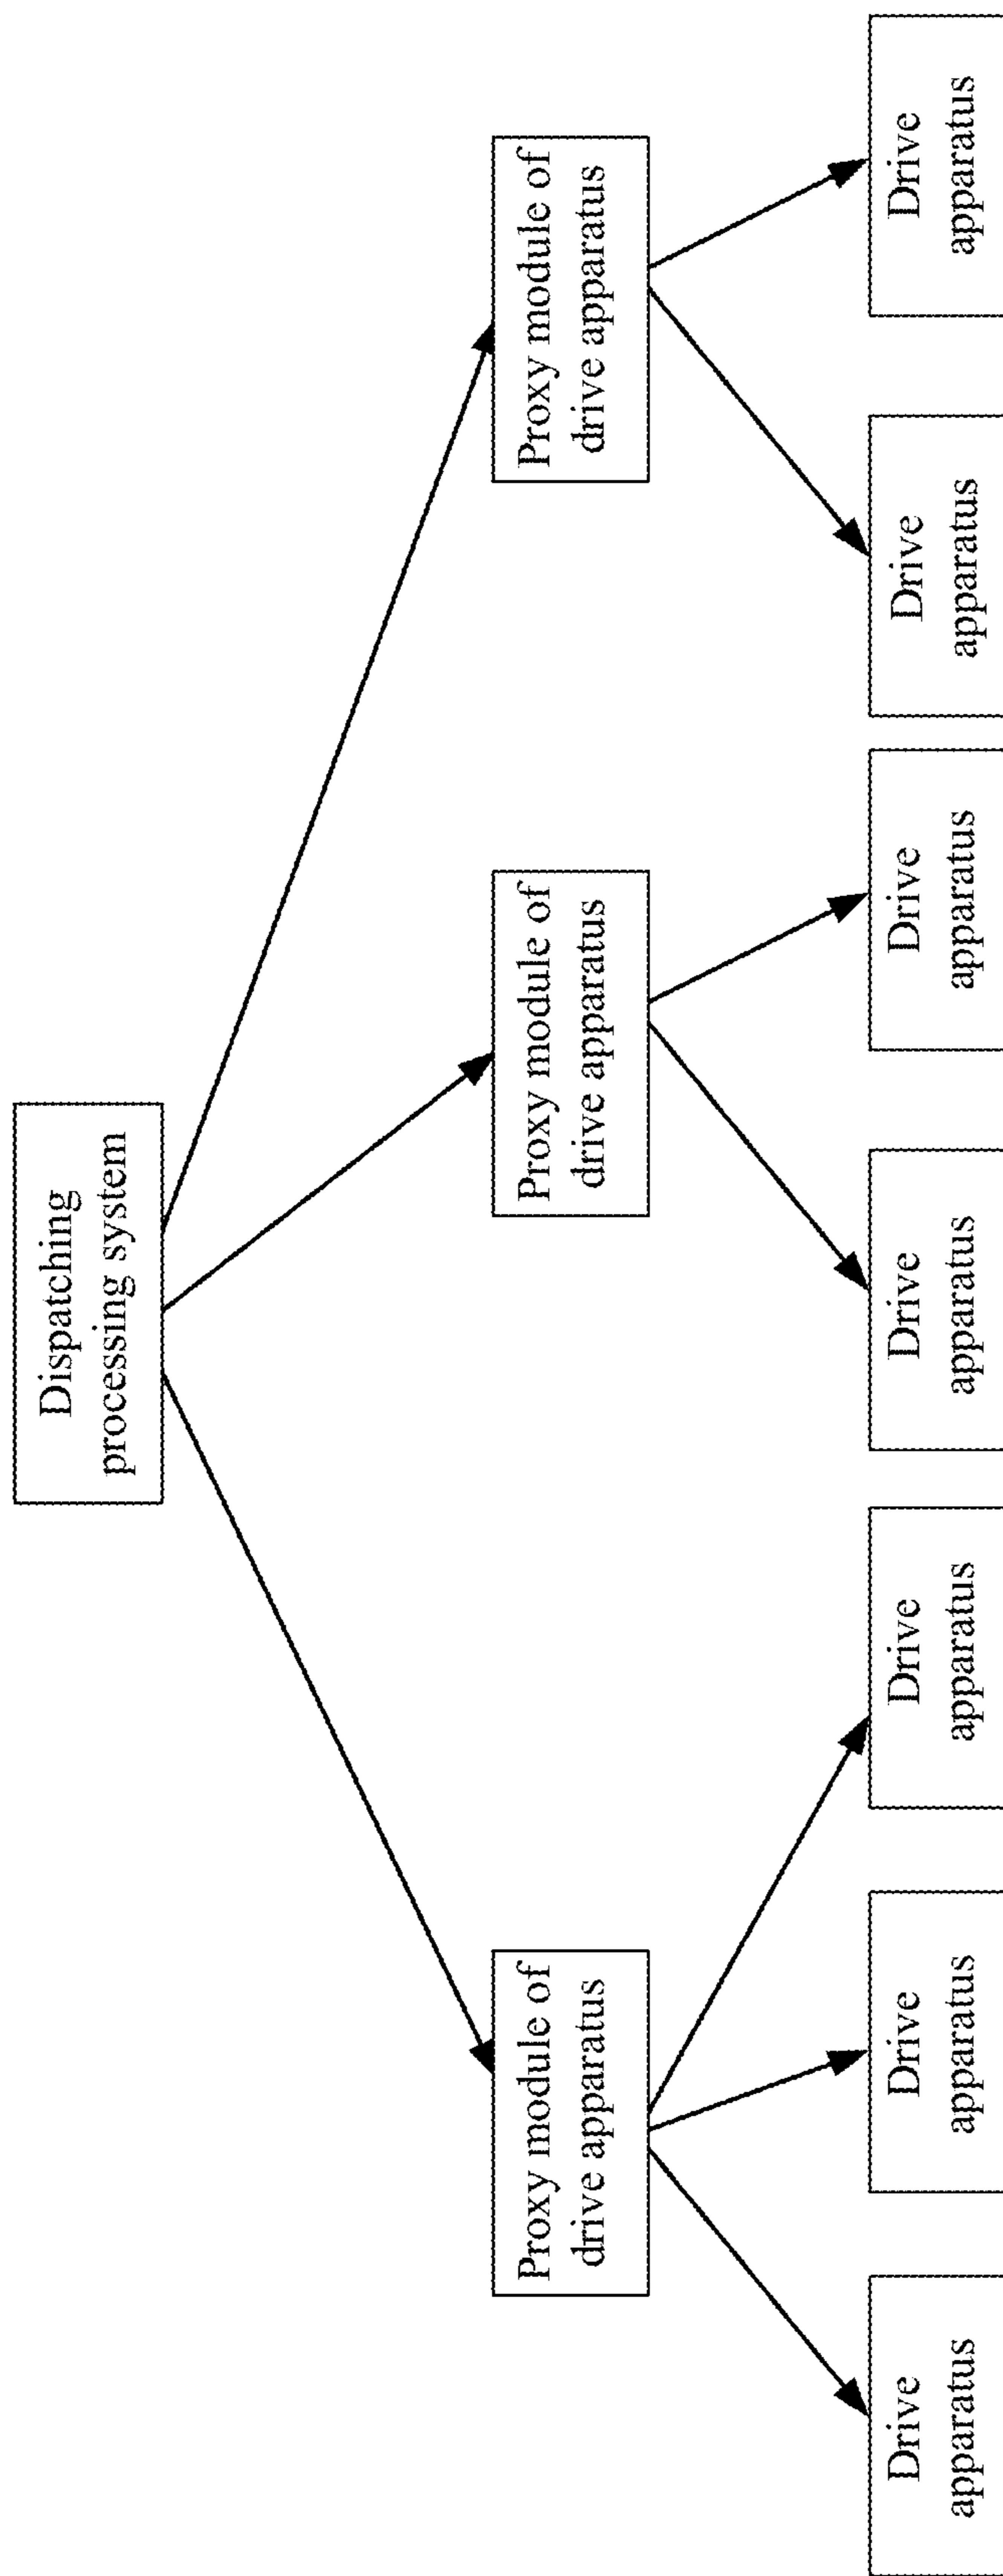 Dispatching
processing system
Proxy module of
drive apparatus
Proxy module of
drive apparatus
Proxy module of
drive apparatus
Drive
apparatus
Drive
apparatus
Drive
apparatus
Drive
apparatus
Drive
apparatus
Drive
apparatus
Drive
apparatus